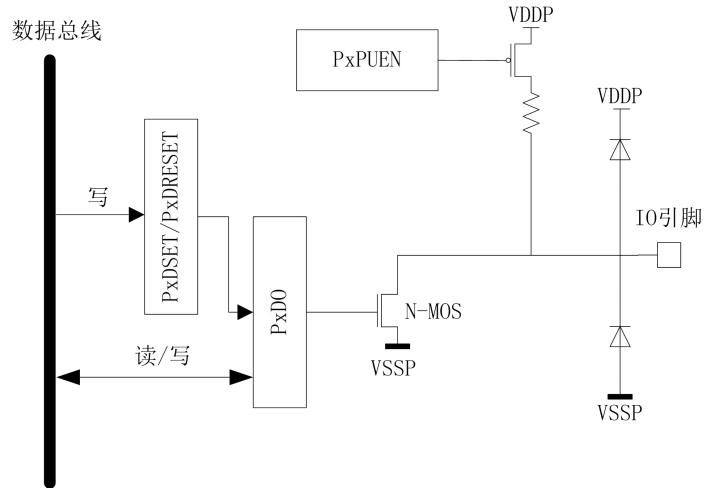 数据总线
VDDP
PxPUEN
VDDP
写
PxDSET/PxDRESET
IO引脚
PxDO
N-MOS
读/写
VSSP
VSSP